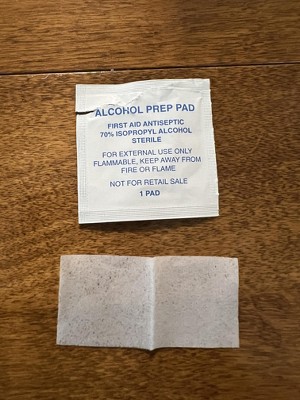 ALCOHOL PREP PAD
FIRST AID ANTISEPTIC
70% ISOPROPYL ALCOHOL
STERILE
FOR EXTERNAL USE ONLY
FLAMMABLE, KEEP AWAY FROM
FIRE OR FLAME
NOT FOR RETAIL SALE
1 PAD